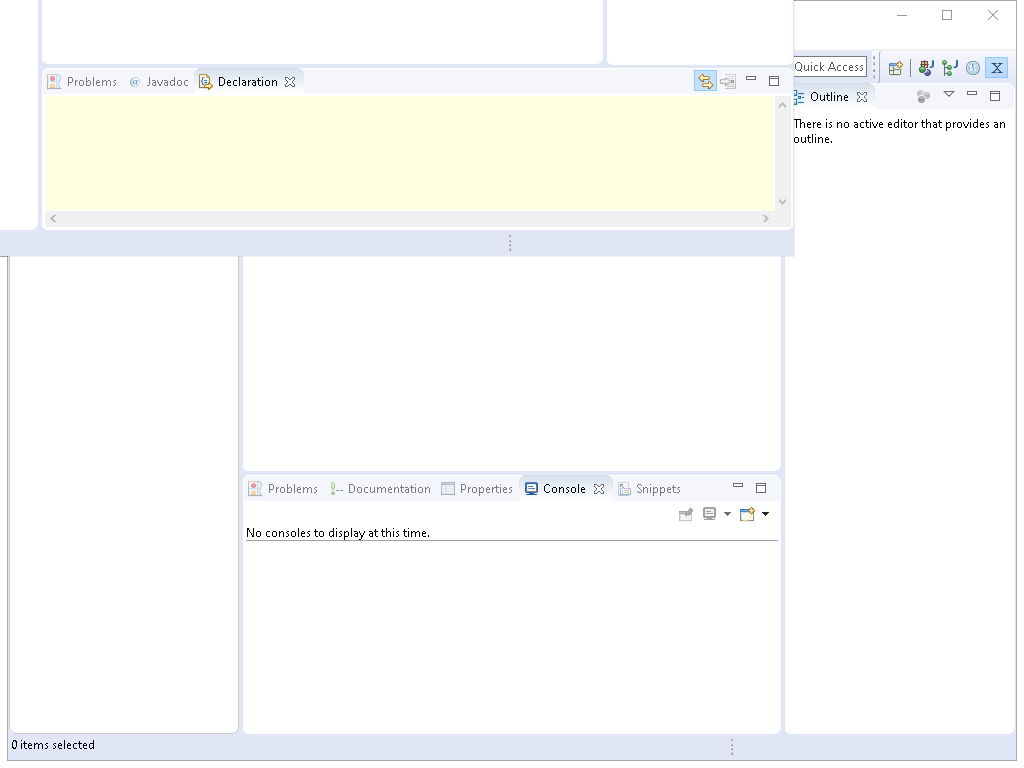 Quick Access
Problems @ Javadoc Declaration
Outline
There is no active editor that provides an
outline.
Problems Documentation Properties Console Snippets
No consoles to display at this time.
0 items selected